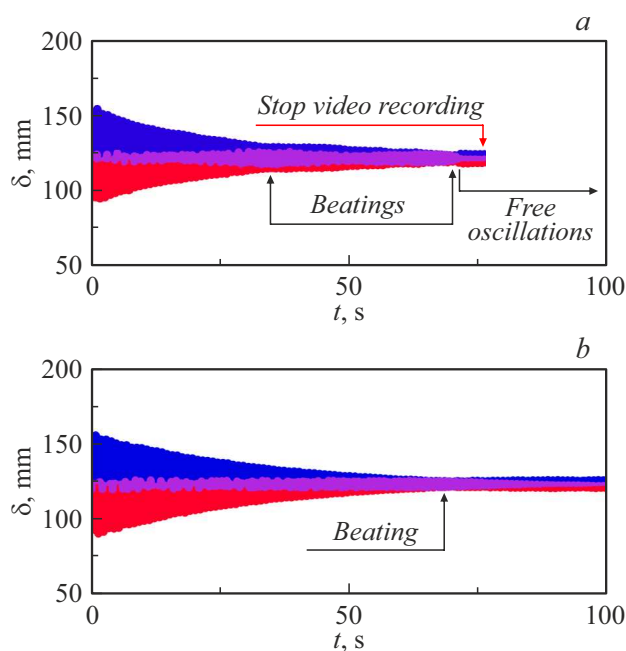 a
200
150
100
50
δ, mm
Stop video recording
Beatings
Free
oscillations
0
50
100
t, s
b
200
150
100
50
δ, mm
Beating
0
50
100
t, s